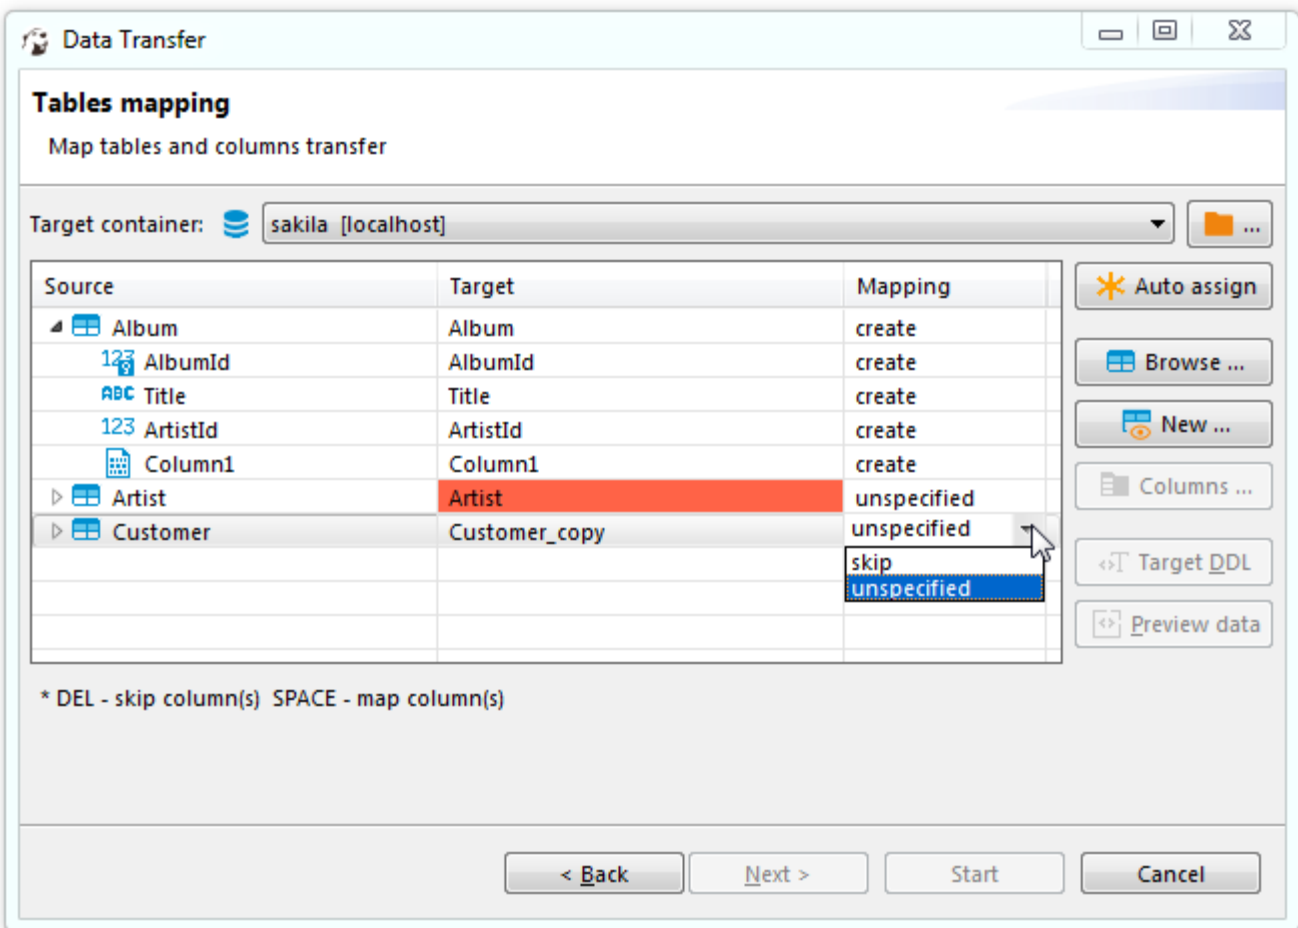 Data Transfer
Tables mapping
Map tables and columns transfer
Target container: sakila [localhost] ...
Source Target Mapping Auto assign
Album Album create
123 AlbumId AlbumId create Browse ...
ABC Title Title create
123 ArtistId ArtistId create New ...
Column1 Column1 create
Artist Artist unspecified Columns ...
Customer Customer_copy unspecified
skip Target DDL
unspecified
Preview data
* DEL - skip column(s) SPACE - map column(s)
< Back Next > Start Cancel